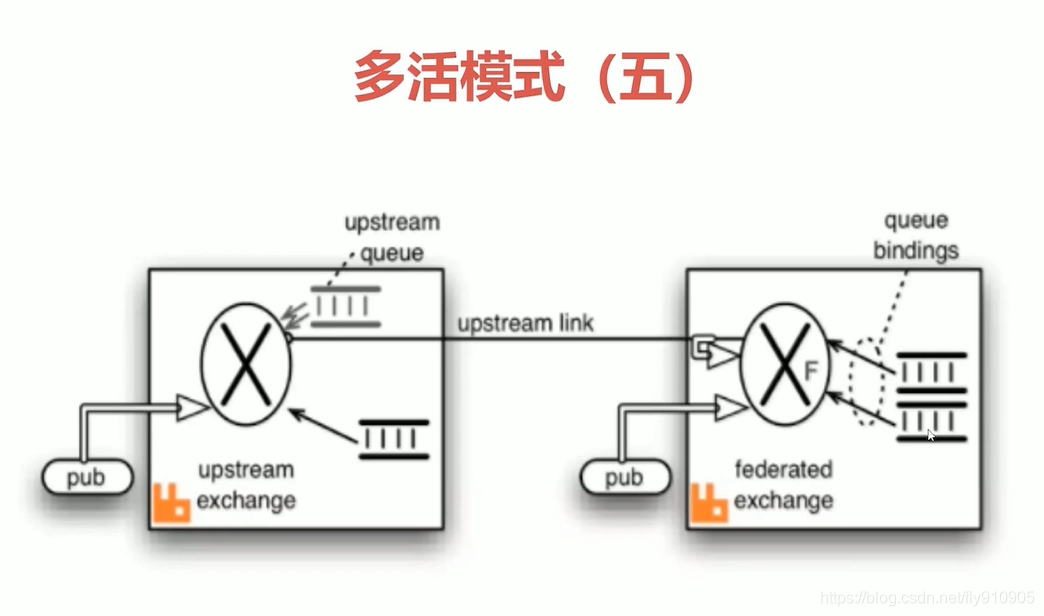 多活模式（五）
upstream
queue
queue
bindings
upstream link
F
pub
upstream
exchange
pub
federated
exchange
https://blog.csdn.net/fly910905